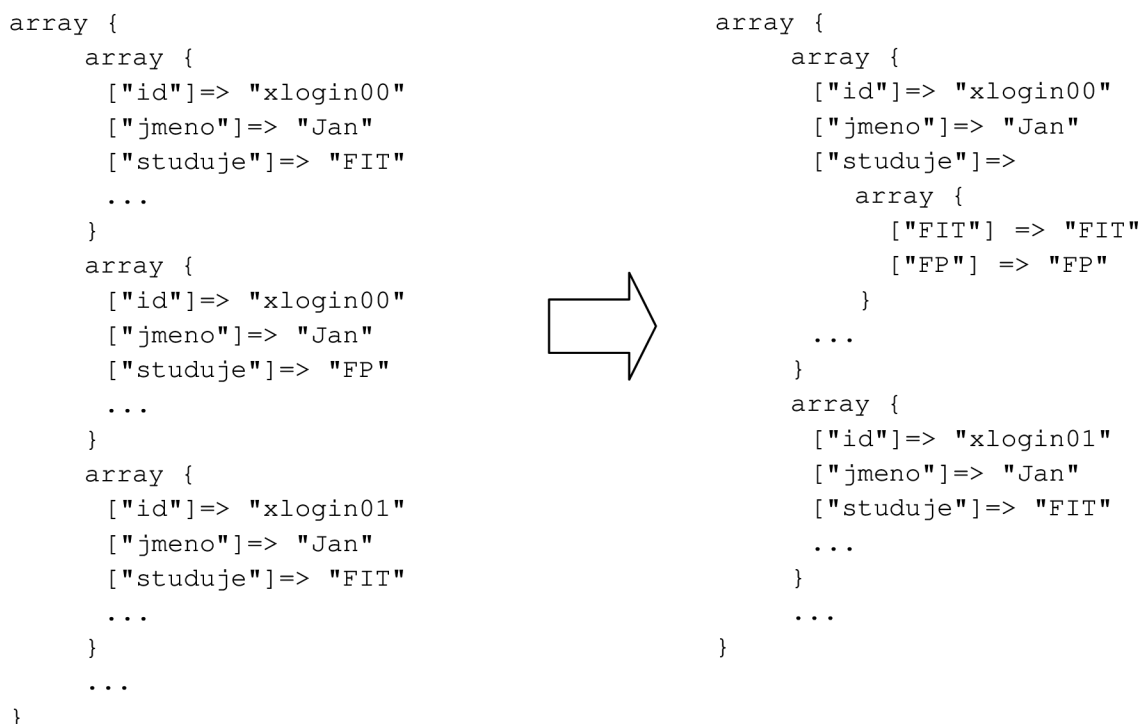 array {
array {
["id"]=> "xlogin00"
["jmeno"]=> "Jan"
["studuje"]=> "FIT"
...
}
array {
["id"]=> "xlogin00"
["jmeno"]=> "Jan"
["studuje"]=> "FP"
...
}
array {
["id"]=> "xlogin01"
["jmeno"]=> "Jan"
["studuje"]=> "FIT"
...
}
...
}
array {
array {
["id"]=> "xlogin00"
["jmeno"]=> "Jan"
["studuje"]=>
array {
["FIT"] => "FIT"
["FP"] => "FP"
}
...
}
array {
["id"]=> "xlogin01"
["jmeno"]=> "Jan"
["studuje"]=> "FIT"
...
}
...
}